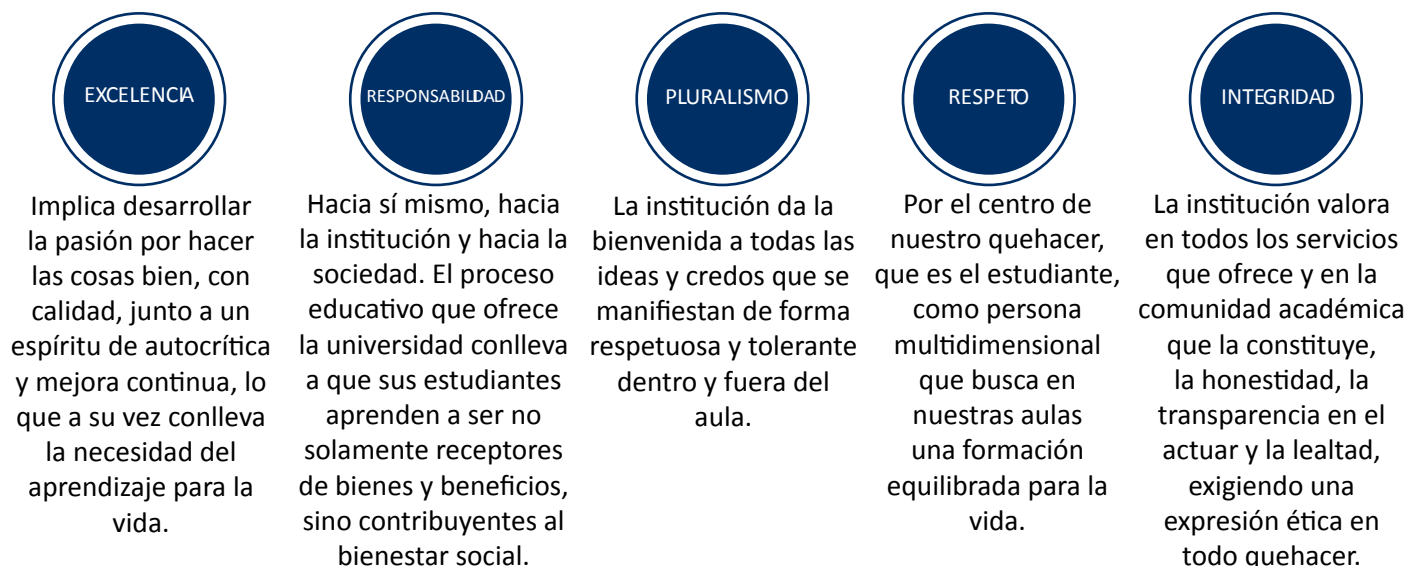 EXCELENCIA
Implica desarrollar
la pasión por hacer
las cosas bien, con
calidad, junto a un
espíritu de autocrítica
y mejora continua, lo
que a su vez conlleva
la necesidad del
aprendizaje para la
vida.
RESPONSABILIDAD
Hacia sí mismo, hacia
la institución y hacia la
sociedad. El proceso
educativo que ofrece
la universidad conlleva
a que sus estudiantes
aprenden a ser no
solamente receptores
de bienes y beneficios,
sino contribuyentes al
bienestar social.
PLURALISMO
La institución da la
bienvenida a todas las
ideas y credos que se
manifiestan de forma
respetuosa y tolerante
dentro y fuera del
aula.
RESPETO
Por el centro de
nuestro quehacer,
que es el estudiante,
como persona
multidimensional
que busca en
nuestras aulas
una formación
equilibrada para la
vida.
INTEGRIDAD
La institución valora
en todos los servicios
que ofrece y en la
comunidad académica
que la constituye,
la honestidad, la
transparencia en el
actuar y la lealtad,
exigiendo una
expresión ética en
todo quehacer.